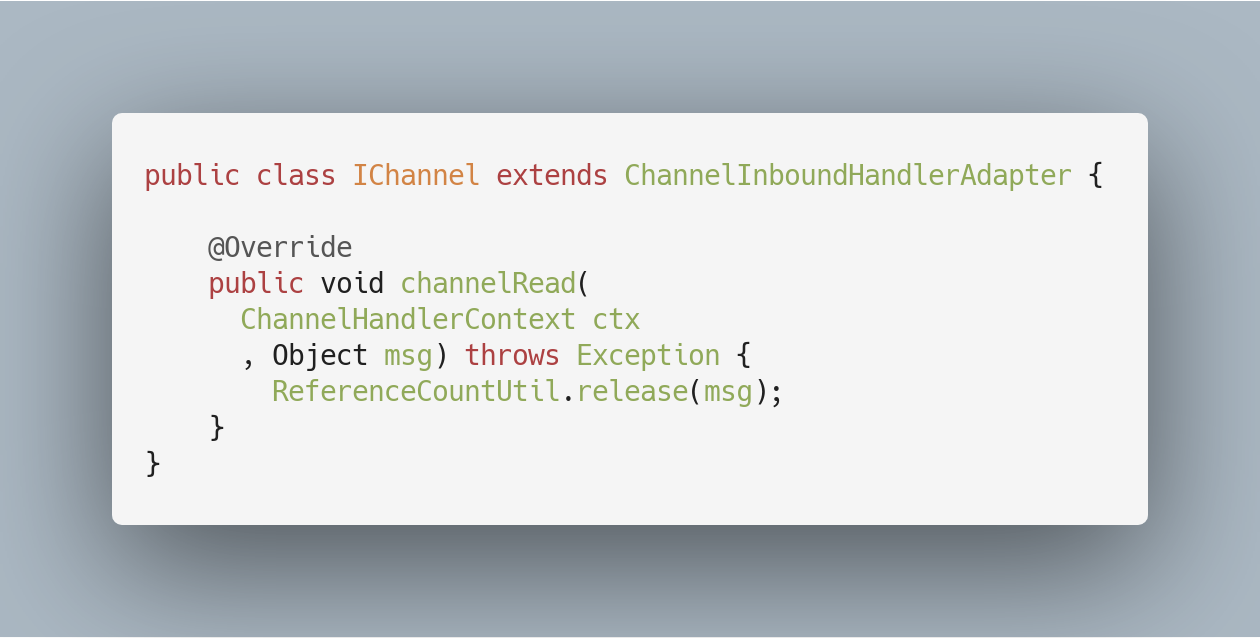 public class IChannel extends ChannelInboundHandlerAdapter {
@Override
public void channelRead(
ChannelHandlerContext ctx
, Object msg) throws Exception {
ReferenceCountUtil.release(msg);
}
}